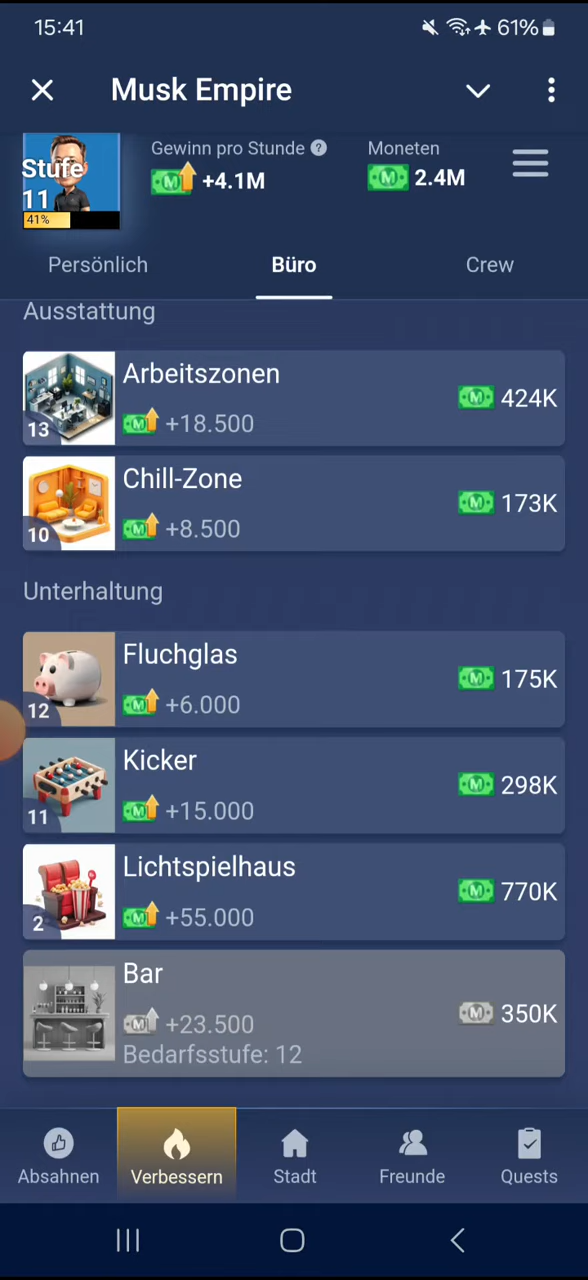 15:41
61%
Musk Empire
Stufe
11
41%
Gewinn pro Stunde ?
M +4.1M
Moneten
M 2.4M
Persönlich Büro Crew
Ausstattung
Arbeitszonen
13 M +18.500 M 424K
Chill-Zone
10 M +8.500 M 173K
Unterhaltung
Fluchglas
12 M +6.000 M 175K
Kicker
11 M +15.000 M 298K
Lichtspielhaus
2 M +55.000 M 770K
Bar
M +23.500 M 350K
Bedarfsstufe: 12
Absahnen Verbessern Stadt Freunde Quests